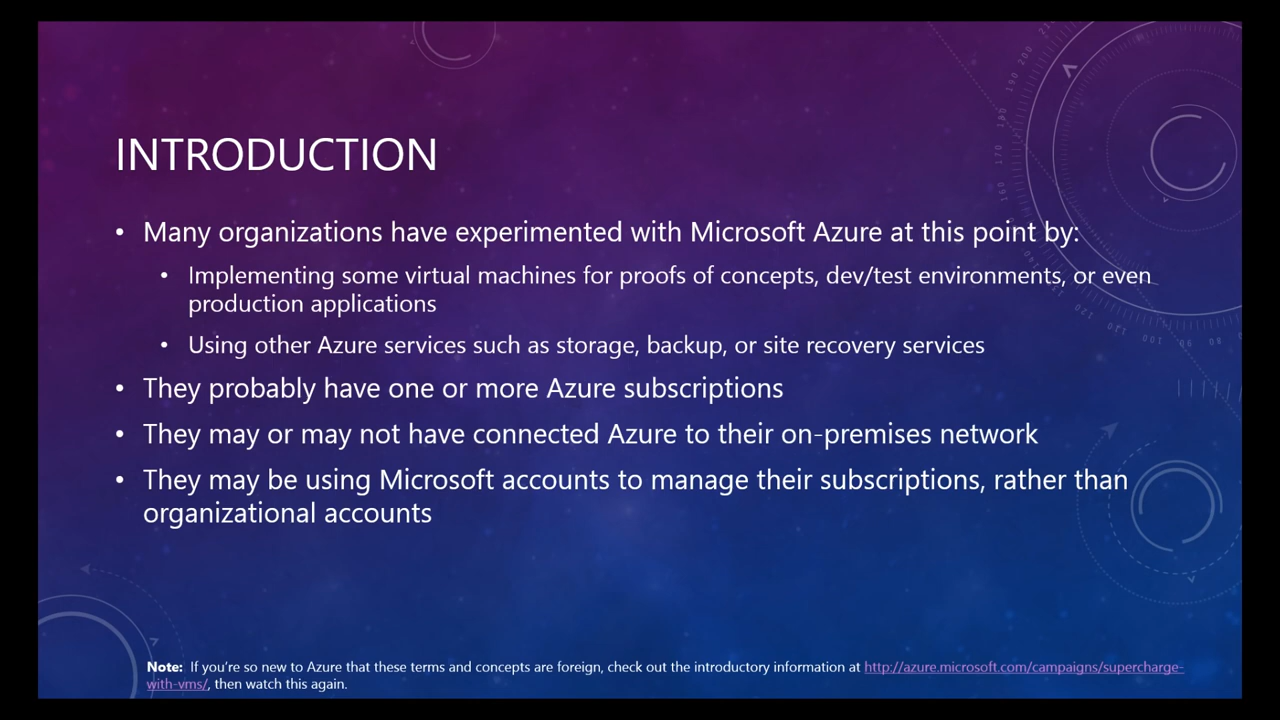 INTRODUCTION
• Many organizations have experimented with Microsoft Azure at this point by:
• Implementing some virtual machines for proofs of concepts, dev/test environments, or even
production applications
• Using other Azure services such as storage, backup, or site recovery services
• They probably have one or more Azure subscriptions
• They may or may not have connected Azure to their on-premises network
• They may be using Microsoft accounts to manage their subscriptions, rather than
organizational accounts
Note: If you're so new to Azure that these terms and concepts are foreign, check out the introductory information at http://azure.microsoft.com/campaigns/supercharge-
with-vms/, then watch this again.